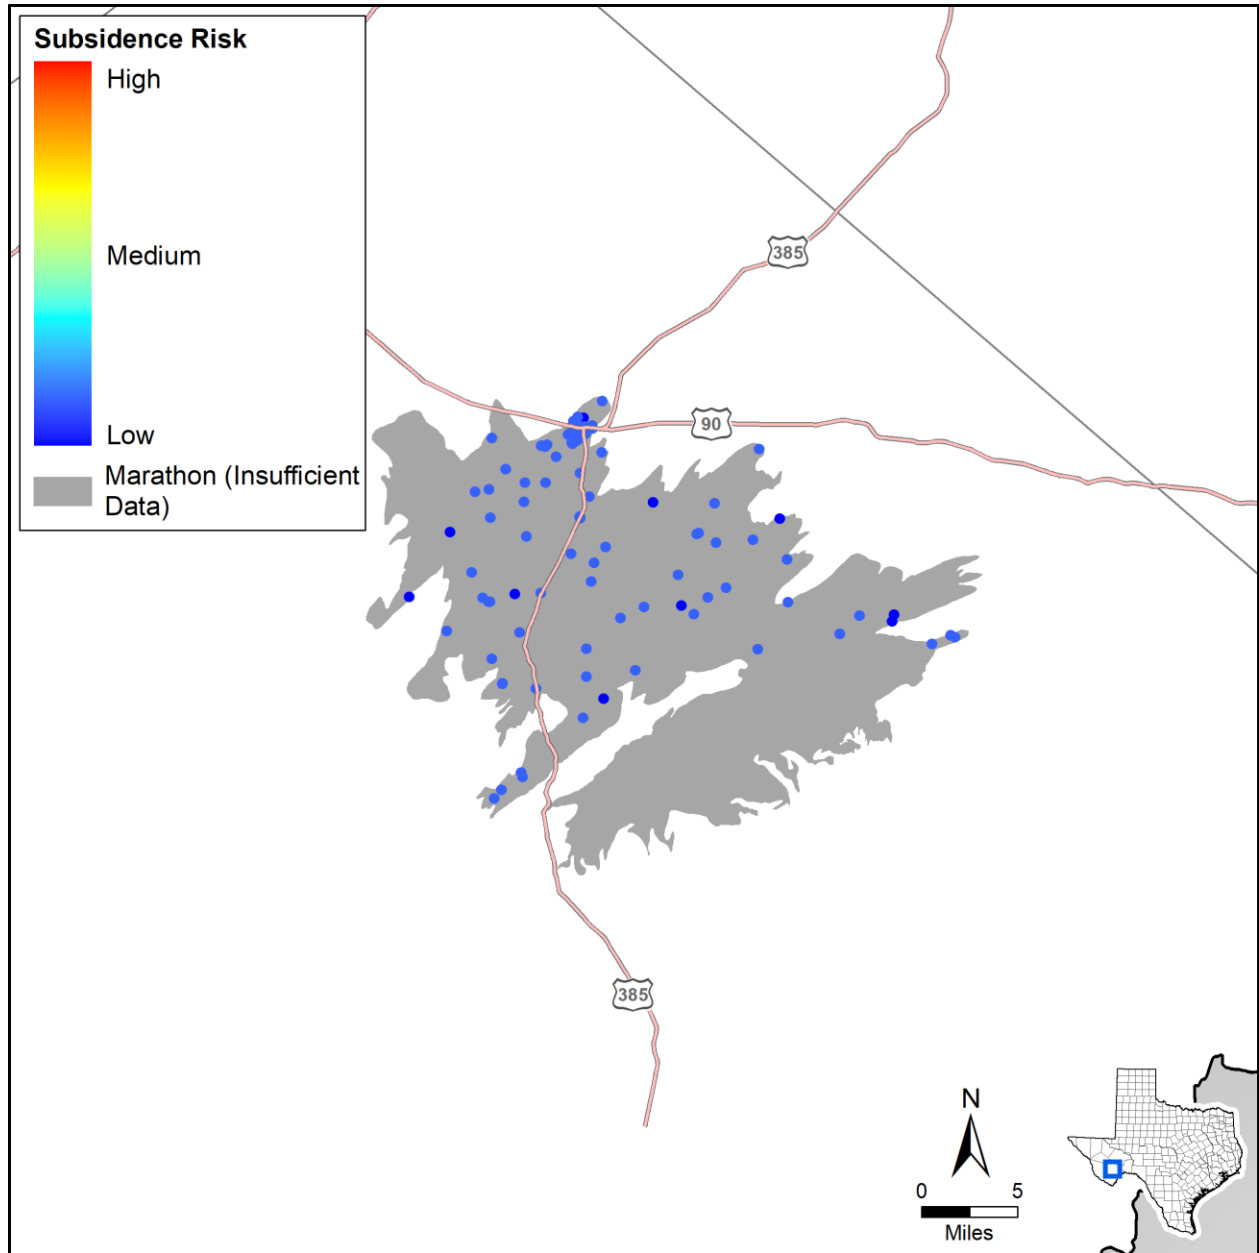 Subsidence Risk
High
Medium
Low
Marathon (Insufficient
Data)
385
90
385
N
0 5
Miles